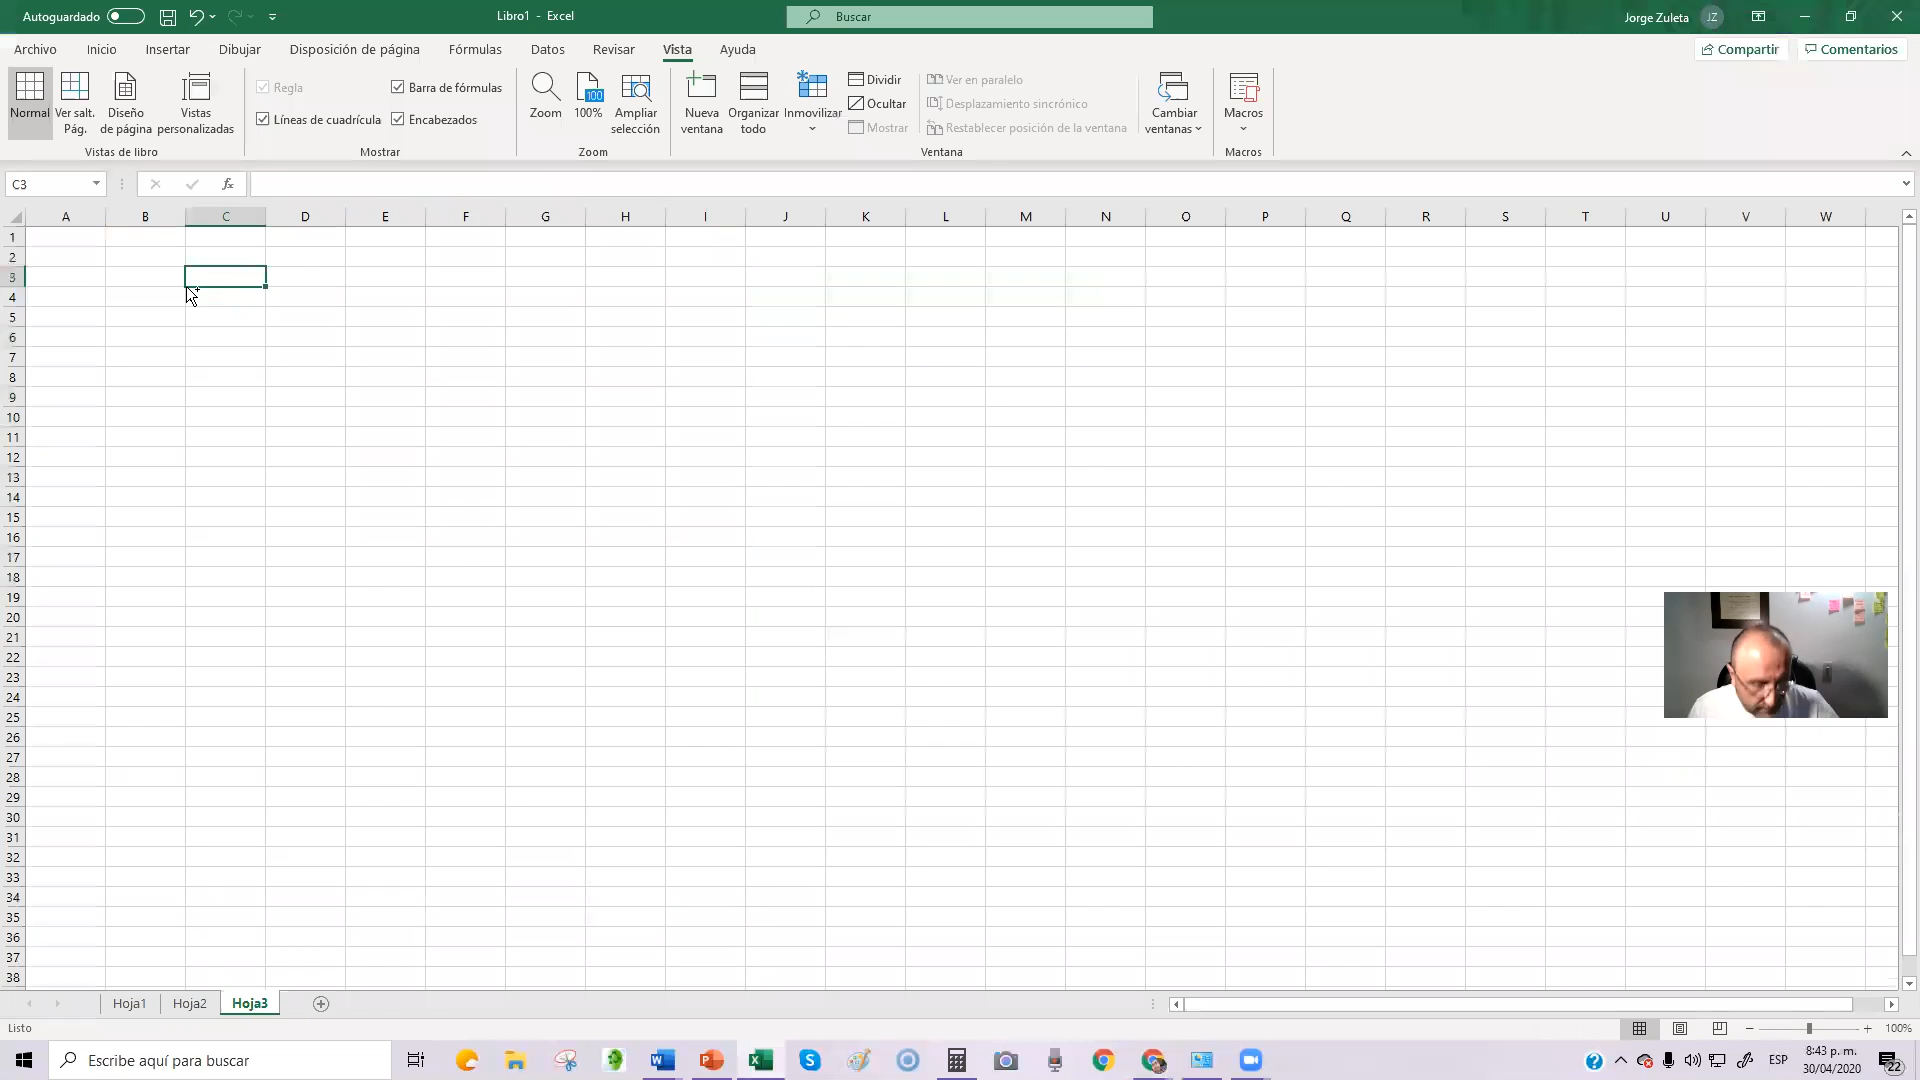 Autoguardado
Libro1 - Excel
Buscar
Jorge Zuleta JZ
Archivo Inicio Insertar Dibujar Disposición de página Fórmulas Datos Revisar Vista Ayuda Compartir Comentarios
Normal
Ver salt. Pág.
Diseño de página
Vistas personalizadas
Vistas de libro
Regla
Barra de fórmulas
Líneas de cuadrícula
Encabezados
Mostrar
Zoom
100
100%
Ampliar selección
Zoom
Nueva ventana
Organizar todo
Inmovilizar
Dividir
Ocultar
Mostrar
Ver en paralelo
Desplazamiento sincrónico
Restablecer posición de la ventana
Cambiar ventanas
Ventana
Macros
Macros
C3
fx
A B C D E F G H I J K L M N O P Q R S T U V W
1
2
3
4
5
6
7
8
9
10
11
12
13
14
15
16
17
18
19
20
21
22
23
24
25
26
27
28
29
30
31
32
33
34
35
36
37
38
Hoja1 Hoja2 Hoja3
Listo
100%
Escribe aquí para buscar
ESP
8:43 p. m.
30/04/2020
22